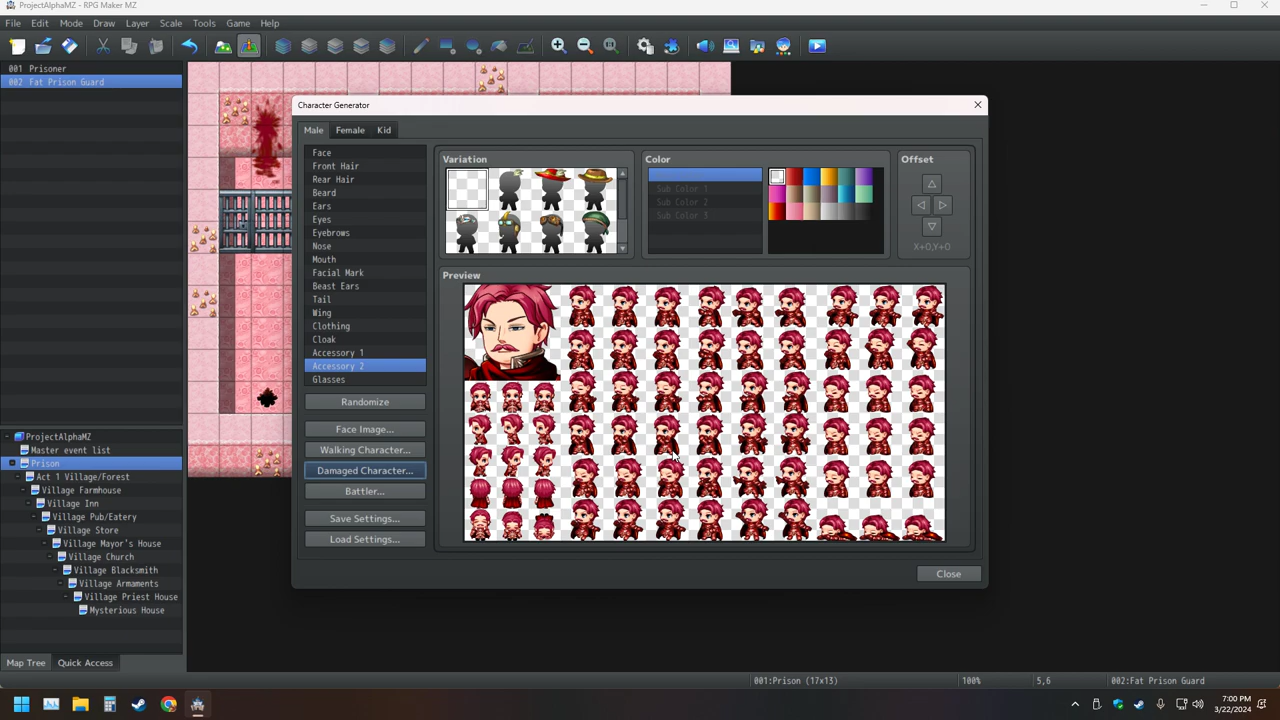 ProjectAlphaMZ - RPG Maker MZ
File Edit Mode Draw Layer Scale Tools Game Help
001 Prisoner
002 Fat Prison Guard
Character Generator
Male Female Kid
Face
Front Hair
Rear Hair
Beard
Ears
Eyes
Eyebrows
Nose
Mouth
Facial Mark
Beast Ears
Tail
Wing
Clothing
Cloak
Accessory 1
Accessory 2
Glasses
Randomize
Face Image...
Walking Character...
Damaged Character...
Battler...
Save Settings...
Load Settings...
Variation
Color
Sub Color 1
Sub Color 2
Sub Color 3
Offset
X+0,Y+0
Preview
Close
ProjectAlphaMZ
Master event list
Prison
Act 1 Village/Forest
Village Farmhouse
Village Inn
Village Pub/Eatery
Village Store
Village Mayor's House
Village Church
Village Blacksmith
Village Armaments
Village Priest House
Mysterious House
Map Tree Quick Access
001:Prison (17x13) 100% 5,6 002:Fat Prison Guard
7:00 PM
3/22/2024